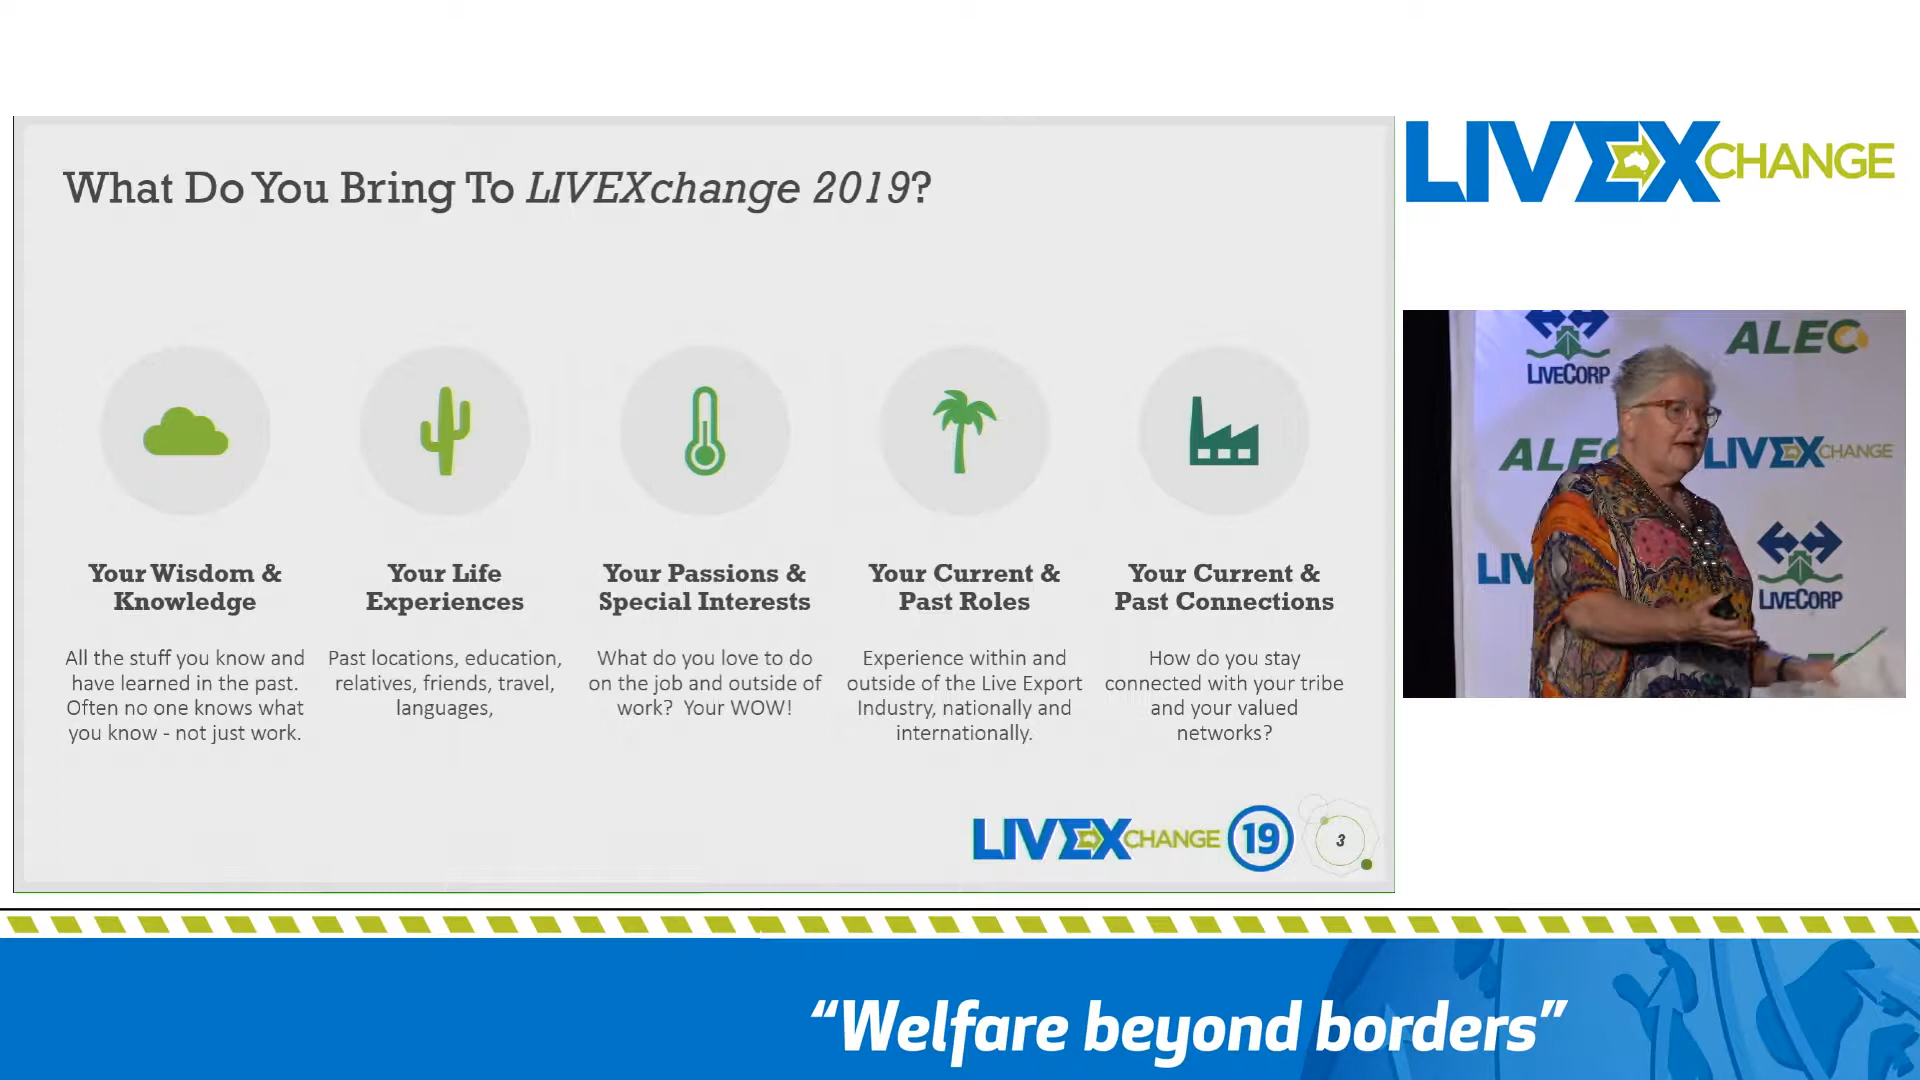 What Do You Bring To LIVEXchange 2019?
LIVEXCHANGE
Your Wisdom &
Knowledge
All the stuff you know and
have learned in the past.
Often no one knows what
you know - not just work.
Your Life
Experiences
Past locations, education,
relatives, friends, travel,
languages,
Your Passions &
Special Interests
What do you love to do
on the job and outside of
work? Your WOW!
Your Current &
Past Roles
Experience within and
outside of the Live Export
Industry, nationally and
internationally.
Your Current &
Past Connections
How do you stay
connected with your tribe
and your valued
networks?
LIVEXCHANGE 19
3
LIVECORP
ALEC
ALEC
LIVEXCHANGE
LIV
LIVECORP
“Welfare beyond borders”